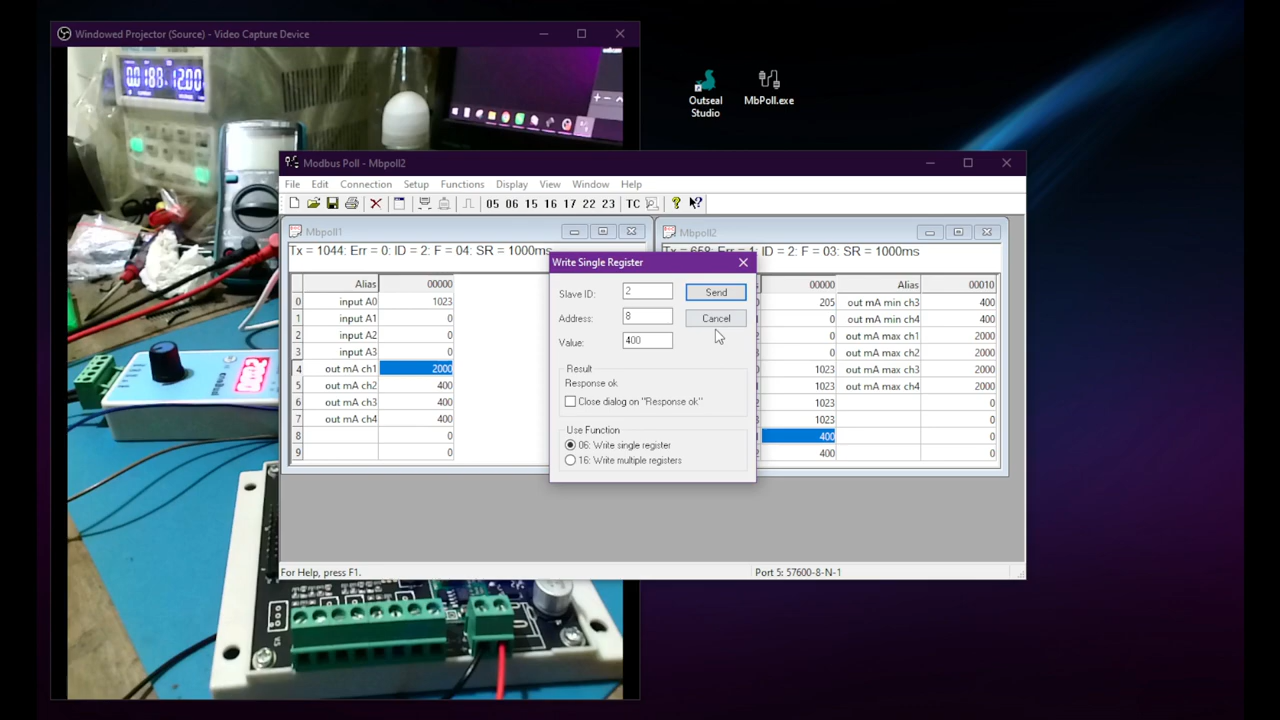 Windowed Projector (Source) - Video Capture Device
0.0188 12.00
Outseal
Studio
MbPoll.exe
Modbus Poll - Mbpoll2
File Edit Connection Setup Functions Display View Window Help
05 06 15 16 17 22 23 TC
Mbpoll1
Tx = 1044: Err = 0: ID = 2: F = 04: SR = 1000ms
Alias 00000
0 input A0 1023
1 input A1 0
2 input A2 0
3 input A3 0
4 out mA ch1 2000
5 out mA ch2 400
6 out mA ch3 400
7 out mA ch4 400
8 0
9 0
Mbpoll2
Tx = 658: Err = 1: ID = 2: F = 03: SR = 1000ms
00000 Alias 00010
205 out mA min ch3 400
0 out mA min ch4 400
0 out mA max ch1 2000
0 out mA max ch2 2000
1023 out mA max ch3 2000
1023 out mA max ch4 2000
1023 0
1023 0
400 0
400 0
Write Single Register
Slave ID: 2 Send
Address: 8 Cancel
Value: 400
Result
Response ok
Close dialog on "Response ok"
Use Function
06: Write single register
16: Write multiple registers
For Help, press F1.
Port 5: 57600-8-N-1
2000